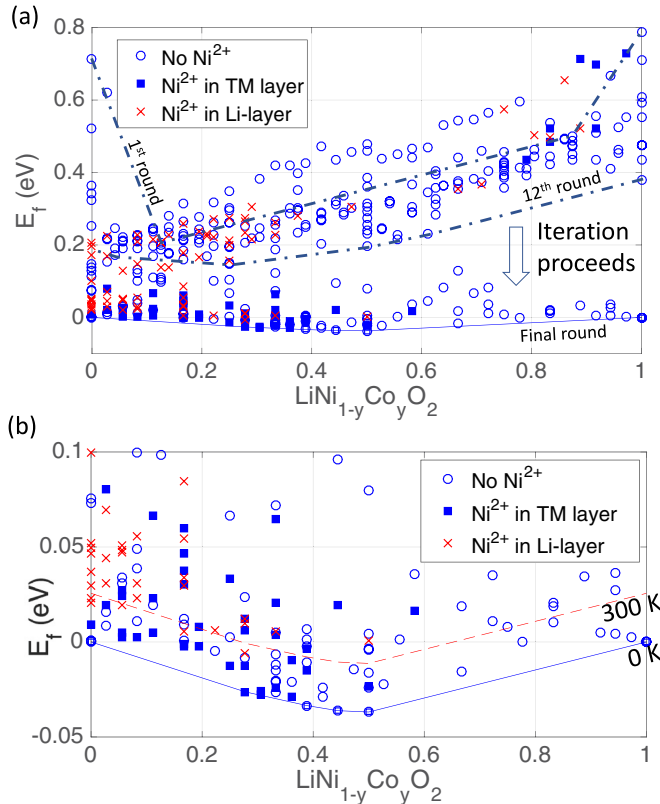 (a)
0.8
0.6
0.4
0.2
0
E_f (eV)
No Ni²⁺
Ni²⁺ in TM layer
Ni²⁺ in Li-layer
1st round
12th round
Iteration
proceeds
Final round
0 0.2 0.4 0.6 0.8 1
LiNi₁₋yCoyO₂
(b)
0.1
0.05
0
-0.05
E_f (eV)
No Ni²⁺
Ni²⁺ in TM layer
Ni²⁺ in Li-layer
300 K
0 K
0 0.2 0.4 0.6 0.8 1
LiNi₁₋yCoyO₂